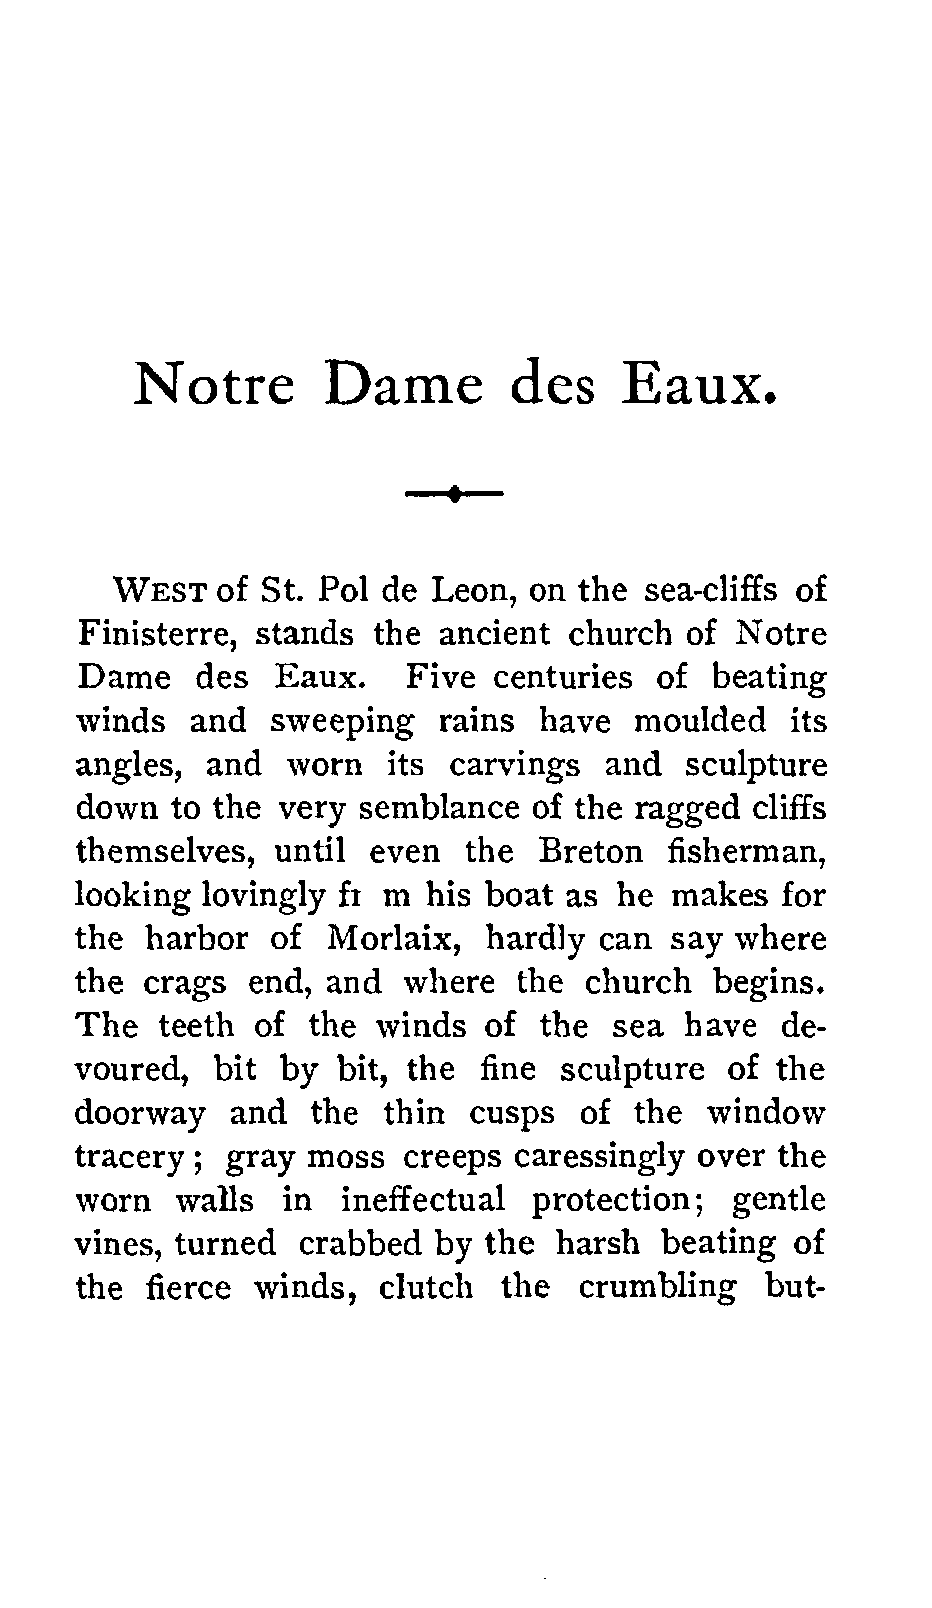 Notre Dame des Eaux.
WEST of St. Pol de Leon, on the sea-cliffs of
Finisterre, stands the ancient church of Notre
Dame des Eaux. Five centuries of beating
winds and sweeping rains have moulded its
angles, and worn its carvings and sculpture
down to the very semblance of the ragged cliffs
themselves, until even the Breton fisherman,
looking lovingly fr m his boat as he makes for
the harbor of Morlaix, hardly can say where
the crags end, and where the church begins.
The teeth of the winds of the sea have de-
voured, bit by bit, the fine sculpture of the
doorway and the thin cusps of the window
tracery ; gray moss creeps caressingly over the
worn walls in ineffectual protection; gentle
vines, turned crabbed by the harsh beating of
the fierce winds, clutch the crumbling but-